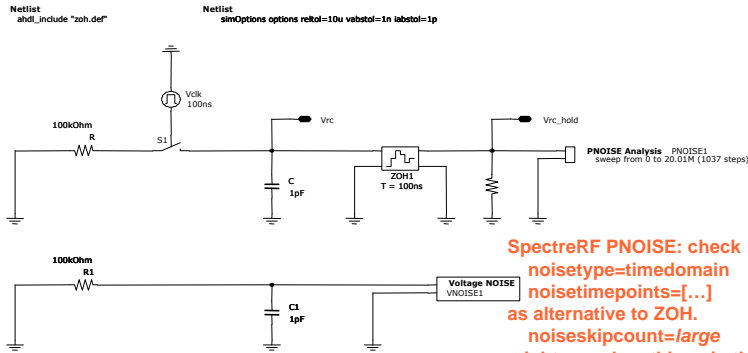 Netlist
ahdl_include "zoh.def"
Netlist
simOptions options reltol=10u vabstol=1n iabstol=1p
Vclk
100ns
100kOhm
R
S1
Vrc
Vrc_hold
C
1pF
ZOH1
T = 100ns
PNOISE Analysis PNOISE1
sweep from 0 to 20.01M (1037 steps)
100kOhm
R1
C1
1pF
Voltage NOISE
VNOISE1
SpectreRF PNOISE: check
noisetype=timedomain
noisetimepoints=[…]
as alternative to ZOH.
noiseskipcount=large